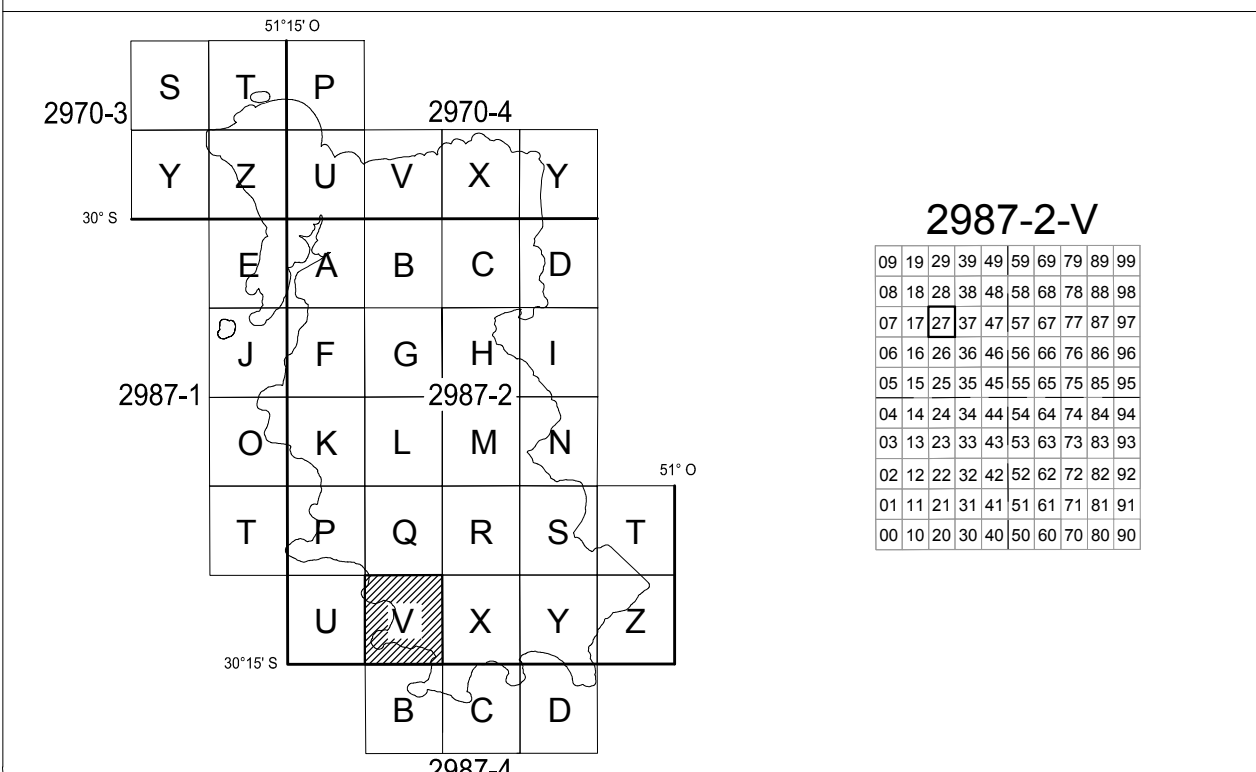 51°15' O
S T P
2970-3 2970-4
Y Z U V X Y
30° S
E A B C D
J F G H I
2987-1 2987-2
O K L M N
51° O
T P Q R S T
U V X Y Z
30°15' S
B C D
2987-4
2987-2-V
09 19 29 39 49 59 69 79 89 99
08 18 28 38 48 58 68 78 88 98
07 17 27 37 47 57 67 77 87 97
06 16 26 36 46 56 66 76 86 96
05 15 25 35 45 55 65 75 85 95
04 14 24 34 44 54 64 74 84 94
03 13 23 33 43 53 63 73 83 93
02 12 22 32 42 52 62 72 82 92
01 11 21 31 41 51 61 71 81 91
00 10 20 30 40 50 60 70 80 90